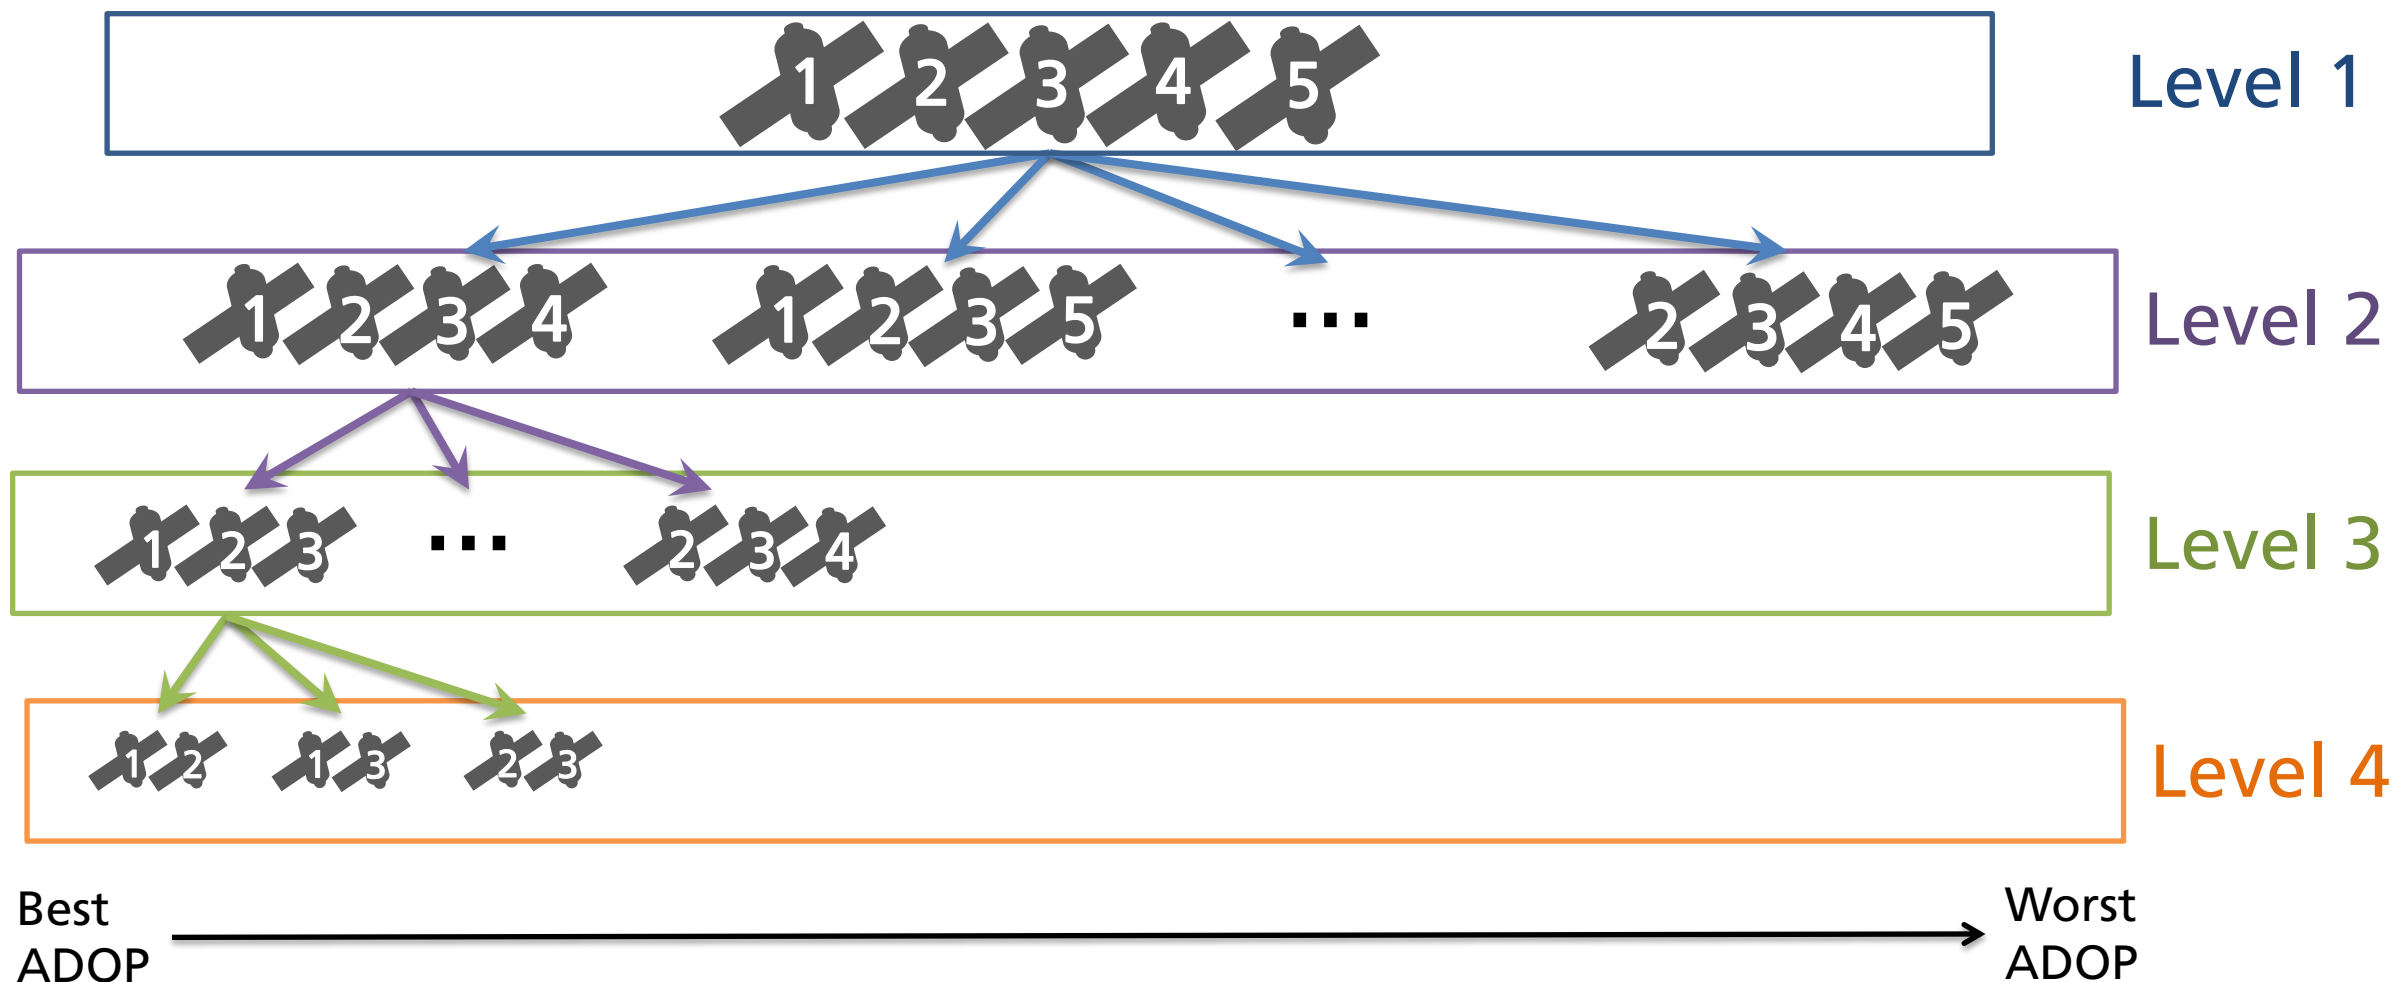 1 2 3 4 5 Level 1
1 2 3 4 1 2 3 5 ... 2 3 4 5 Level 2
1 2 3 ... 2 3 4 Level 3
1 2 1 3 2 3 Level 4
Best
ADOP
Worst
ADOP